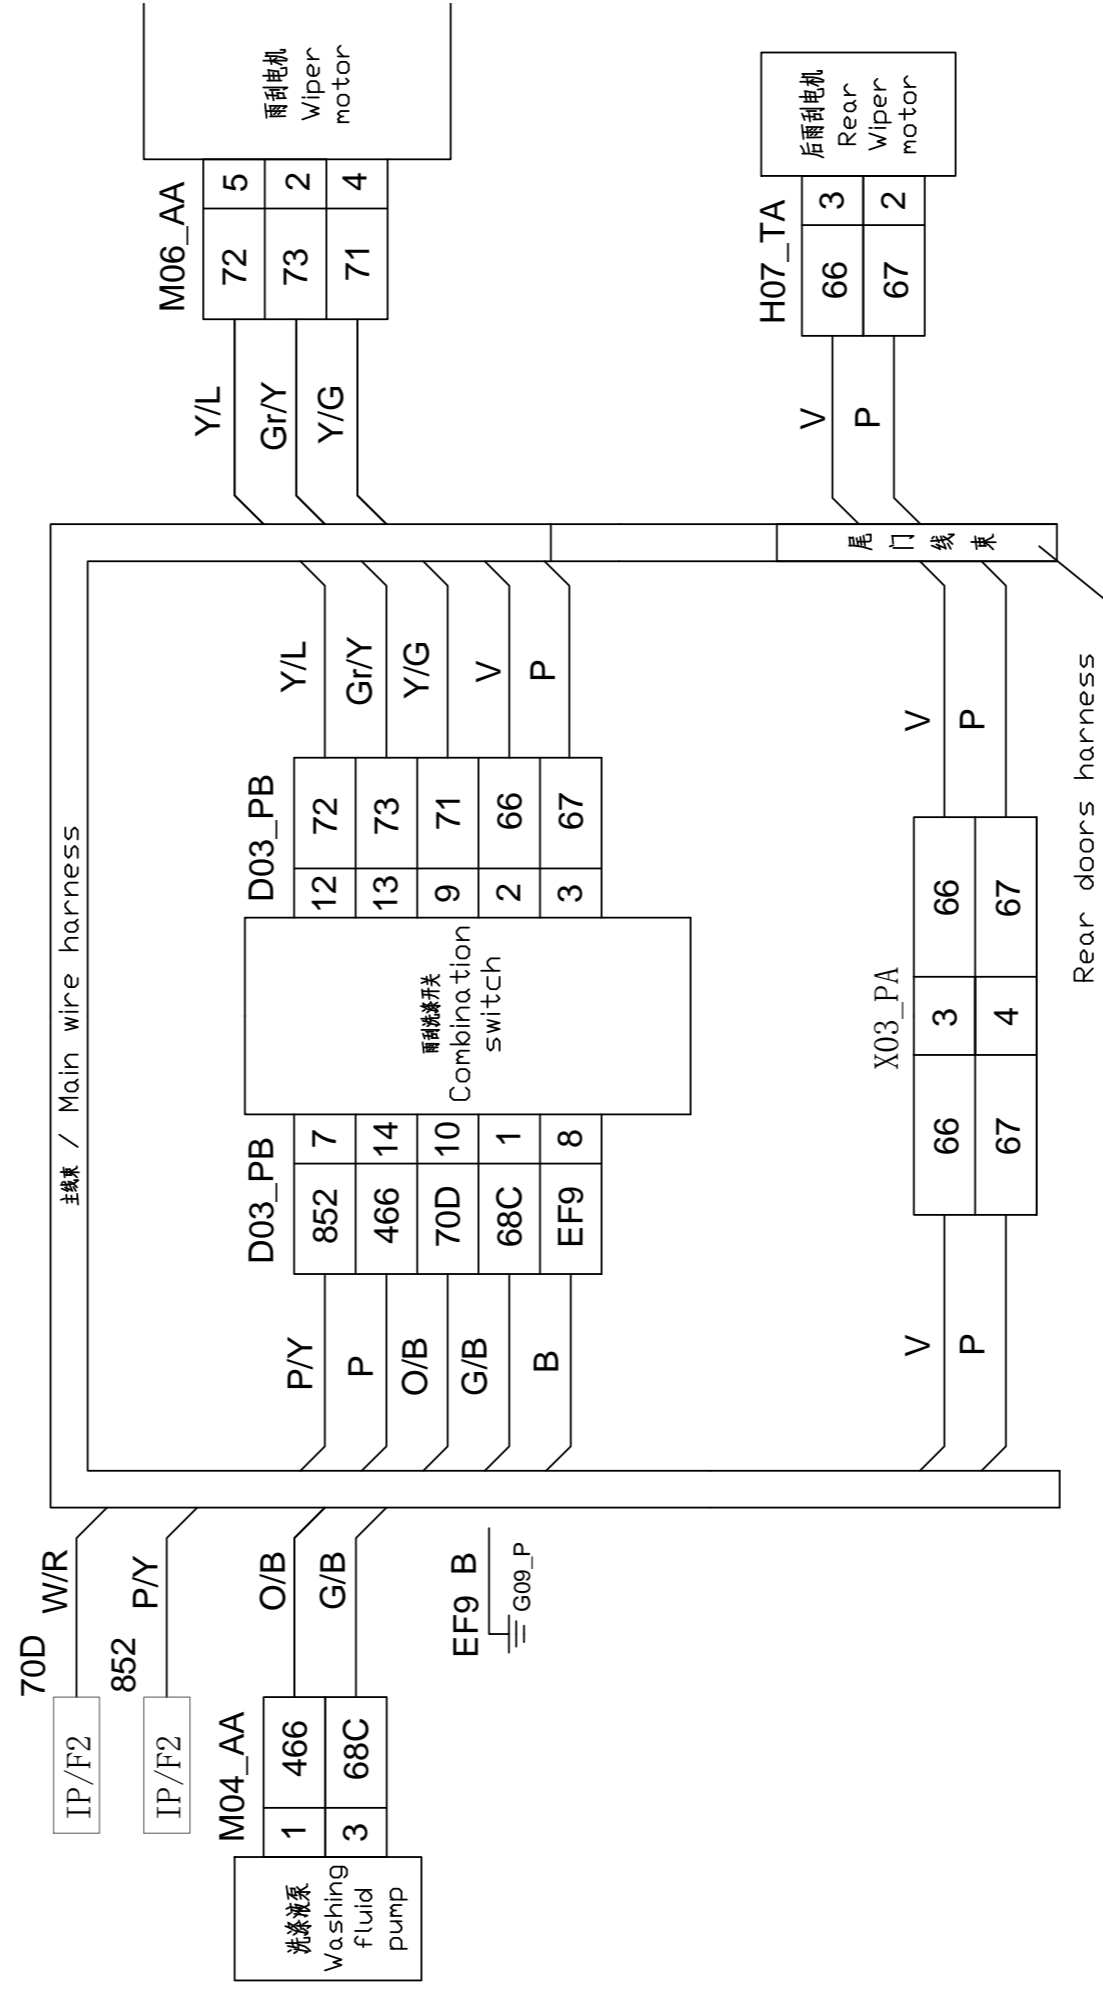 70D
W/R
IP/F2
852
P/Y
IP/F2
M04_AA
1
466
O/B
3
68C
G/B
洗涤液泵
Washing
fluid
pump
EF9 B
G09_P
主线束 / Main wire harness
D03_PB
P/Y
852
7
P
466
14
O/B
70D
10
G/B
68C
1
B
EF9
8
雨刮洗涤开关
Combination
switch
D03_PB
12
72
Y/L
13
73
Gr/Y
9
71
Y/G
2
66
V
3
67
P
X03_PA
V
66
3
66
V
P
67
4
67
P
尾门线束
Rear doors harness
M06_AA
Y/L
72
5
Gr/Y
73
2
Y/G
71
4
雨刮电机
Wiper
motor
H07_TA
V
66
3
P
67
2
后雨刮电机
Rear
Wiper
motor